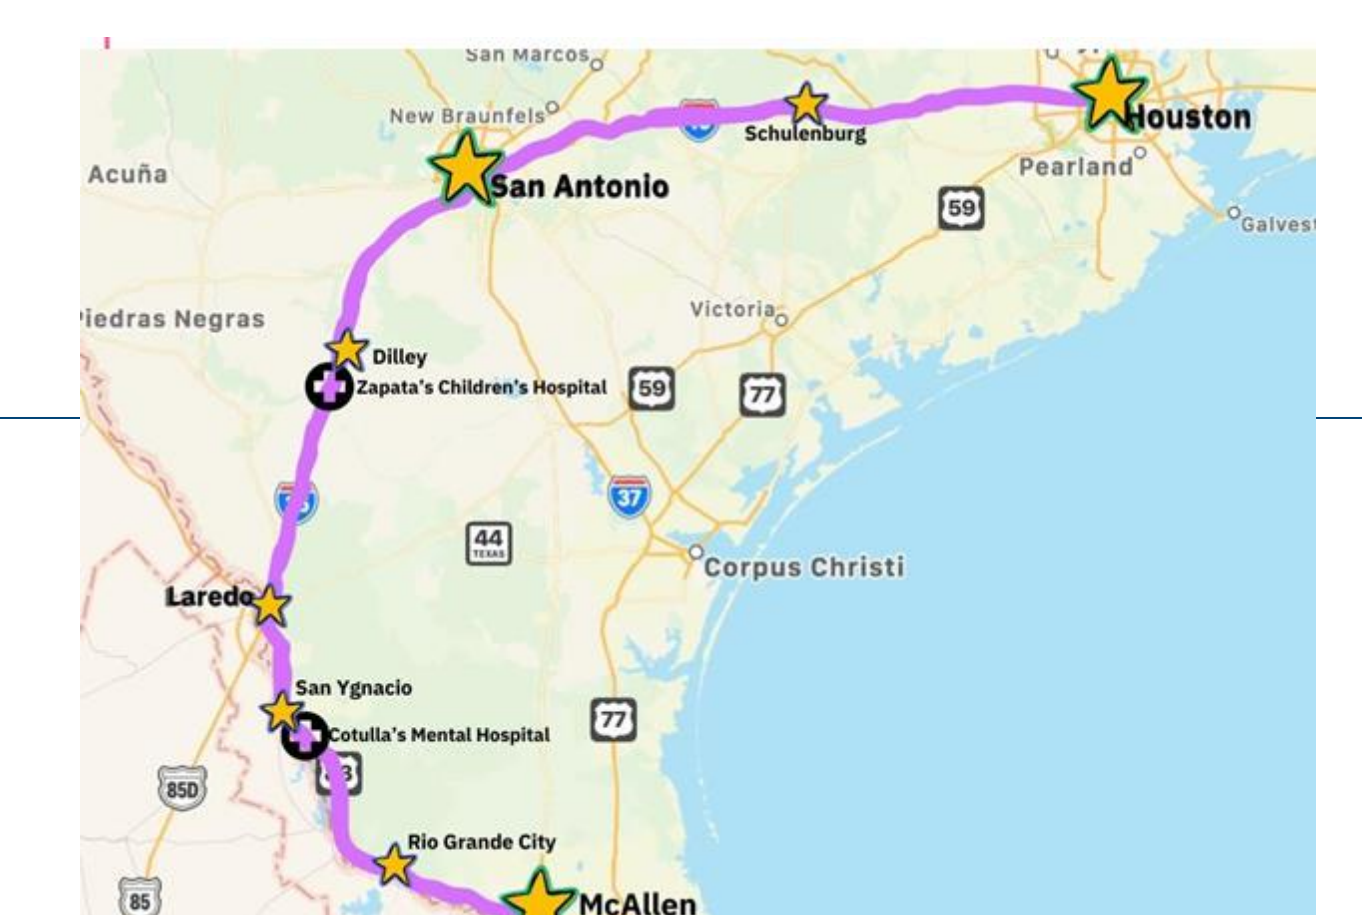 San Marcos
New Braunfels
Schulenburg
Houston
Acuña
San Antonio
Pearland
59
Galvest
Victoria
iedras Negras
Dilley
Zapata's Children's Hospital
59
77
37
44
TEXAS
Corpus Christi
Laredo
San Ygnacio
Cotulla's Mental Hospital
77
85D
Rio Grande City
85
McAllen